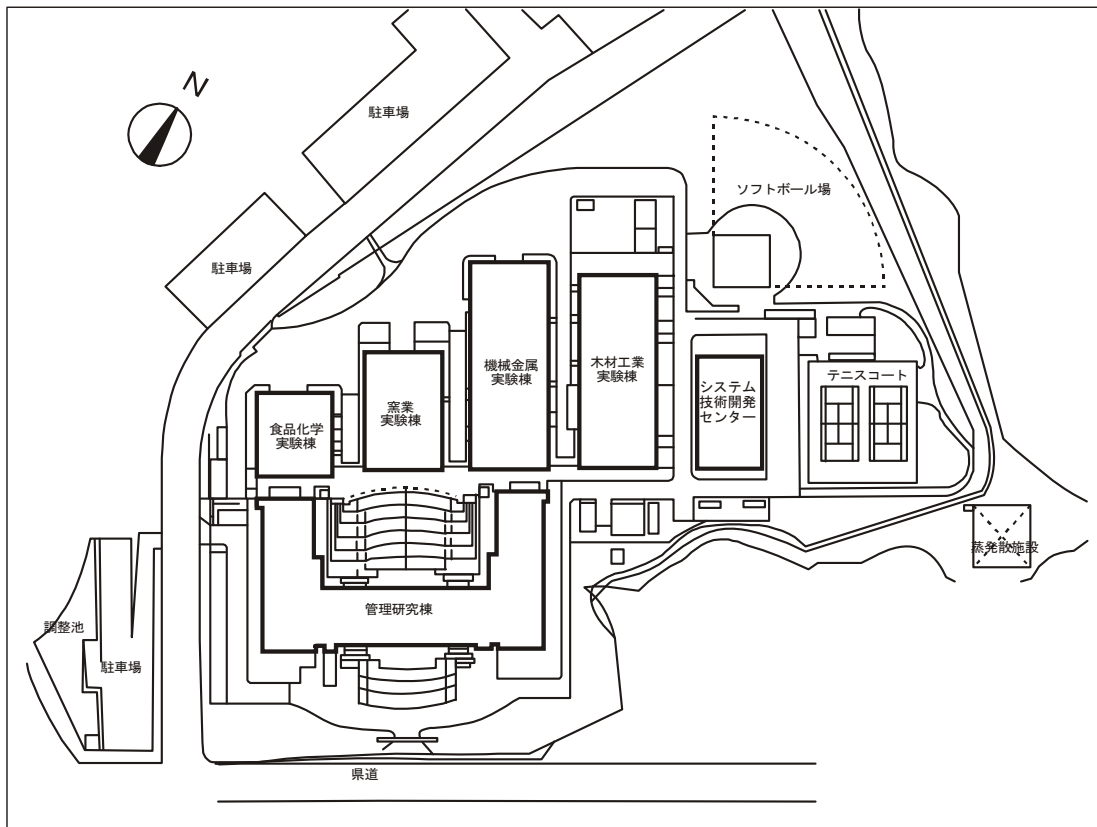 N
駐車場
ソフトボール場
駐車場
機械金属
実験棟
木材工業
実験棟
テニスコート
システム
技術開発
センター
窯業
実験棟
食品化学
実験棟
蒸発散施設
管理研究棟
調整池
駐車場
県道